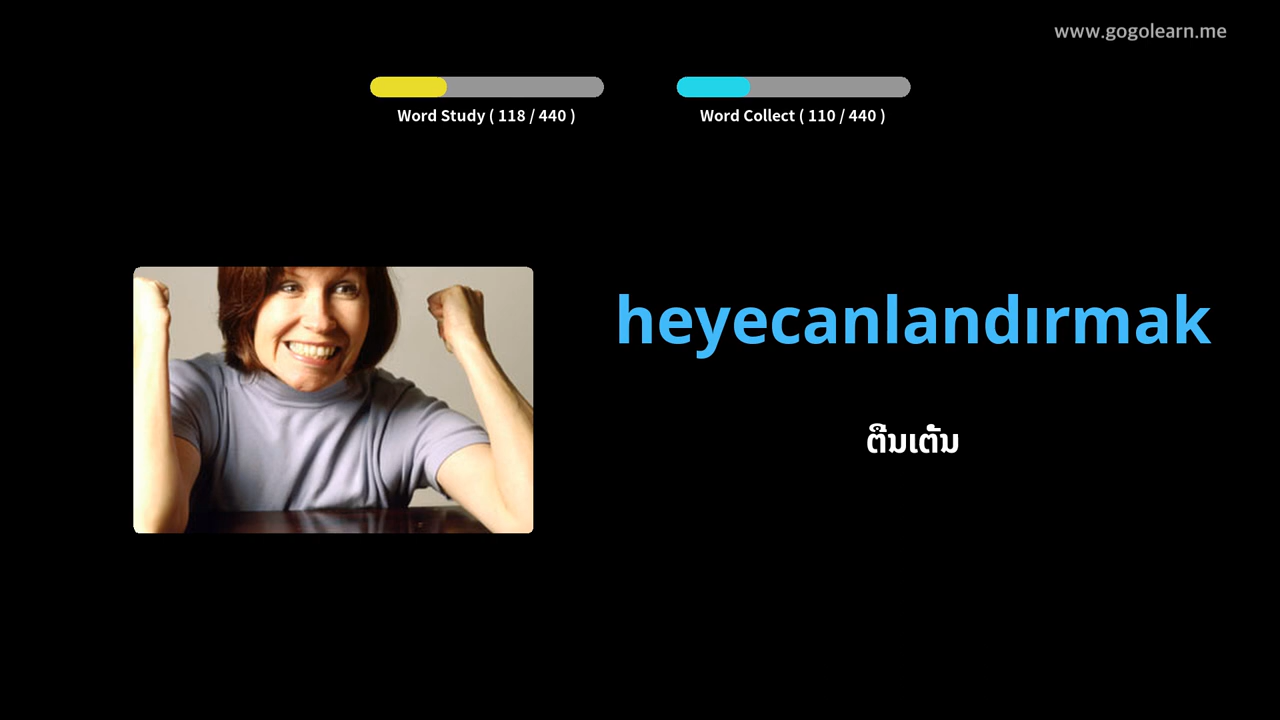 www.gogolearn.me
Word Study ( 118 / 440 )
Word Collect ( 110 / 440 )
heyecanlandırmak
ຕື່ນເຕັ້ນ